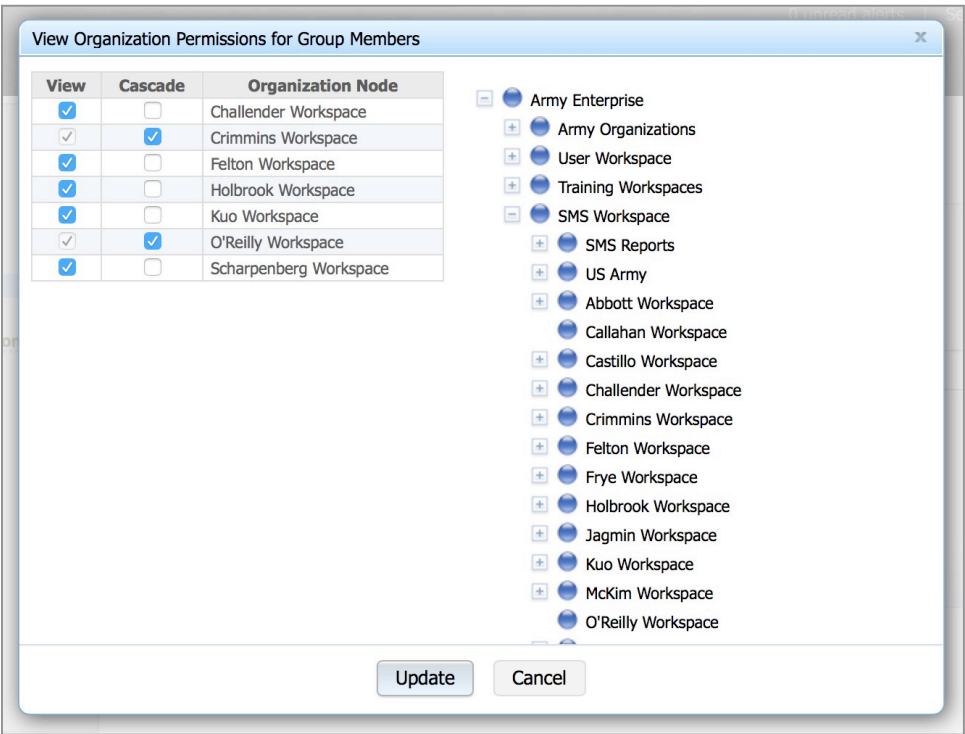 0 unread alerts | Se
View Organization Permissions for Group Members x
View Cascade Organization Node
Challender Workspace
Crimmins Workspace
Felton Workspace
Holbrook Workspace
Kuo Workspace
O'Reilly Workspace
Scharpenberg Workspace
Army Enterprise
Army Organizations
User Workspace
Training Workspaces
SMS Workspace
SMS Reports
US Army
Abbott Workspace
Callahan Workspace
Castillo Workspace
Challender Workspace
Crimmins Workspace
Felton Workspace
Frye Workspace
Holbrook Workspace
Jagmin Workspace
Kuo Workspace
McKim Workspace
O'Reilly Workspace
Update Cancel